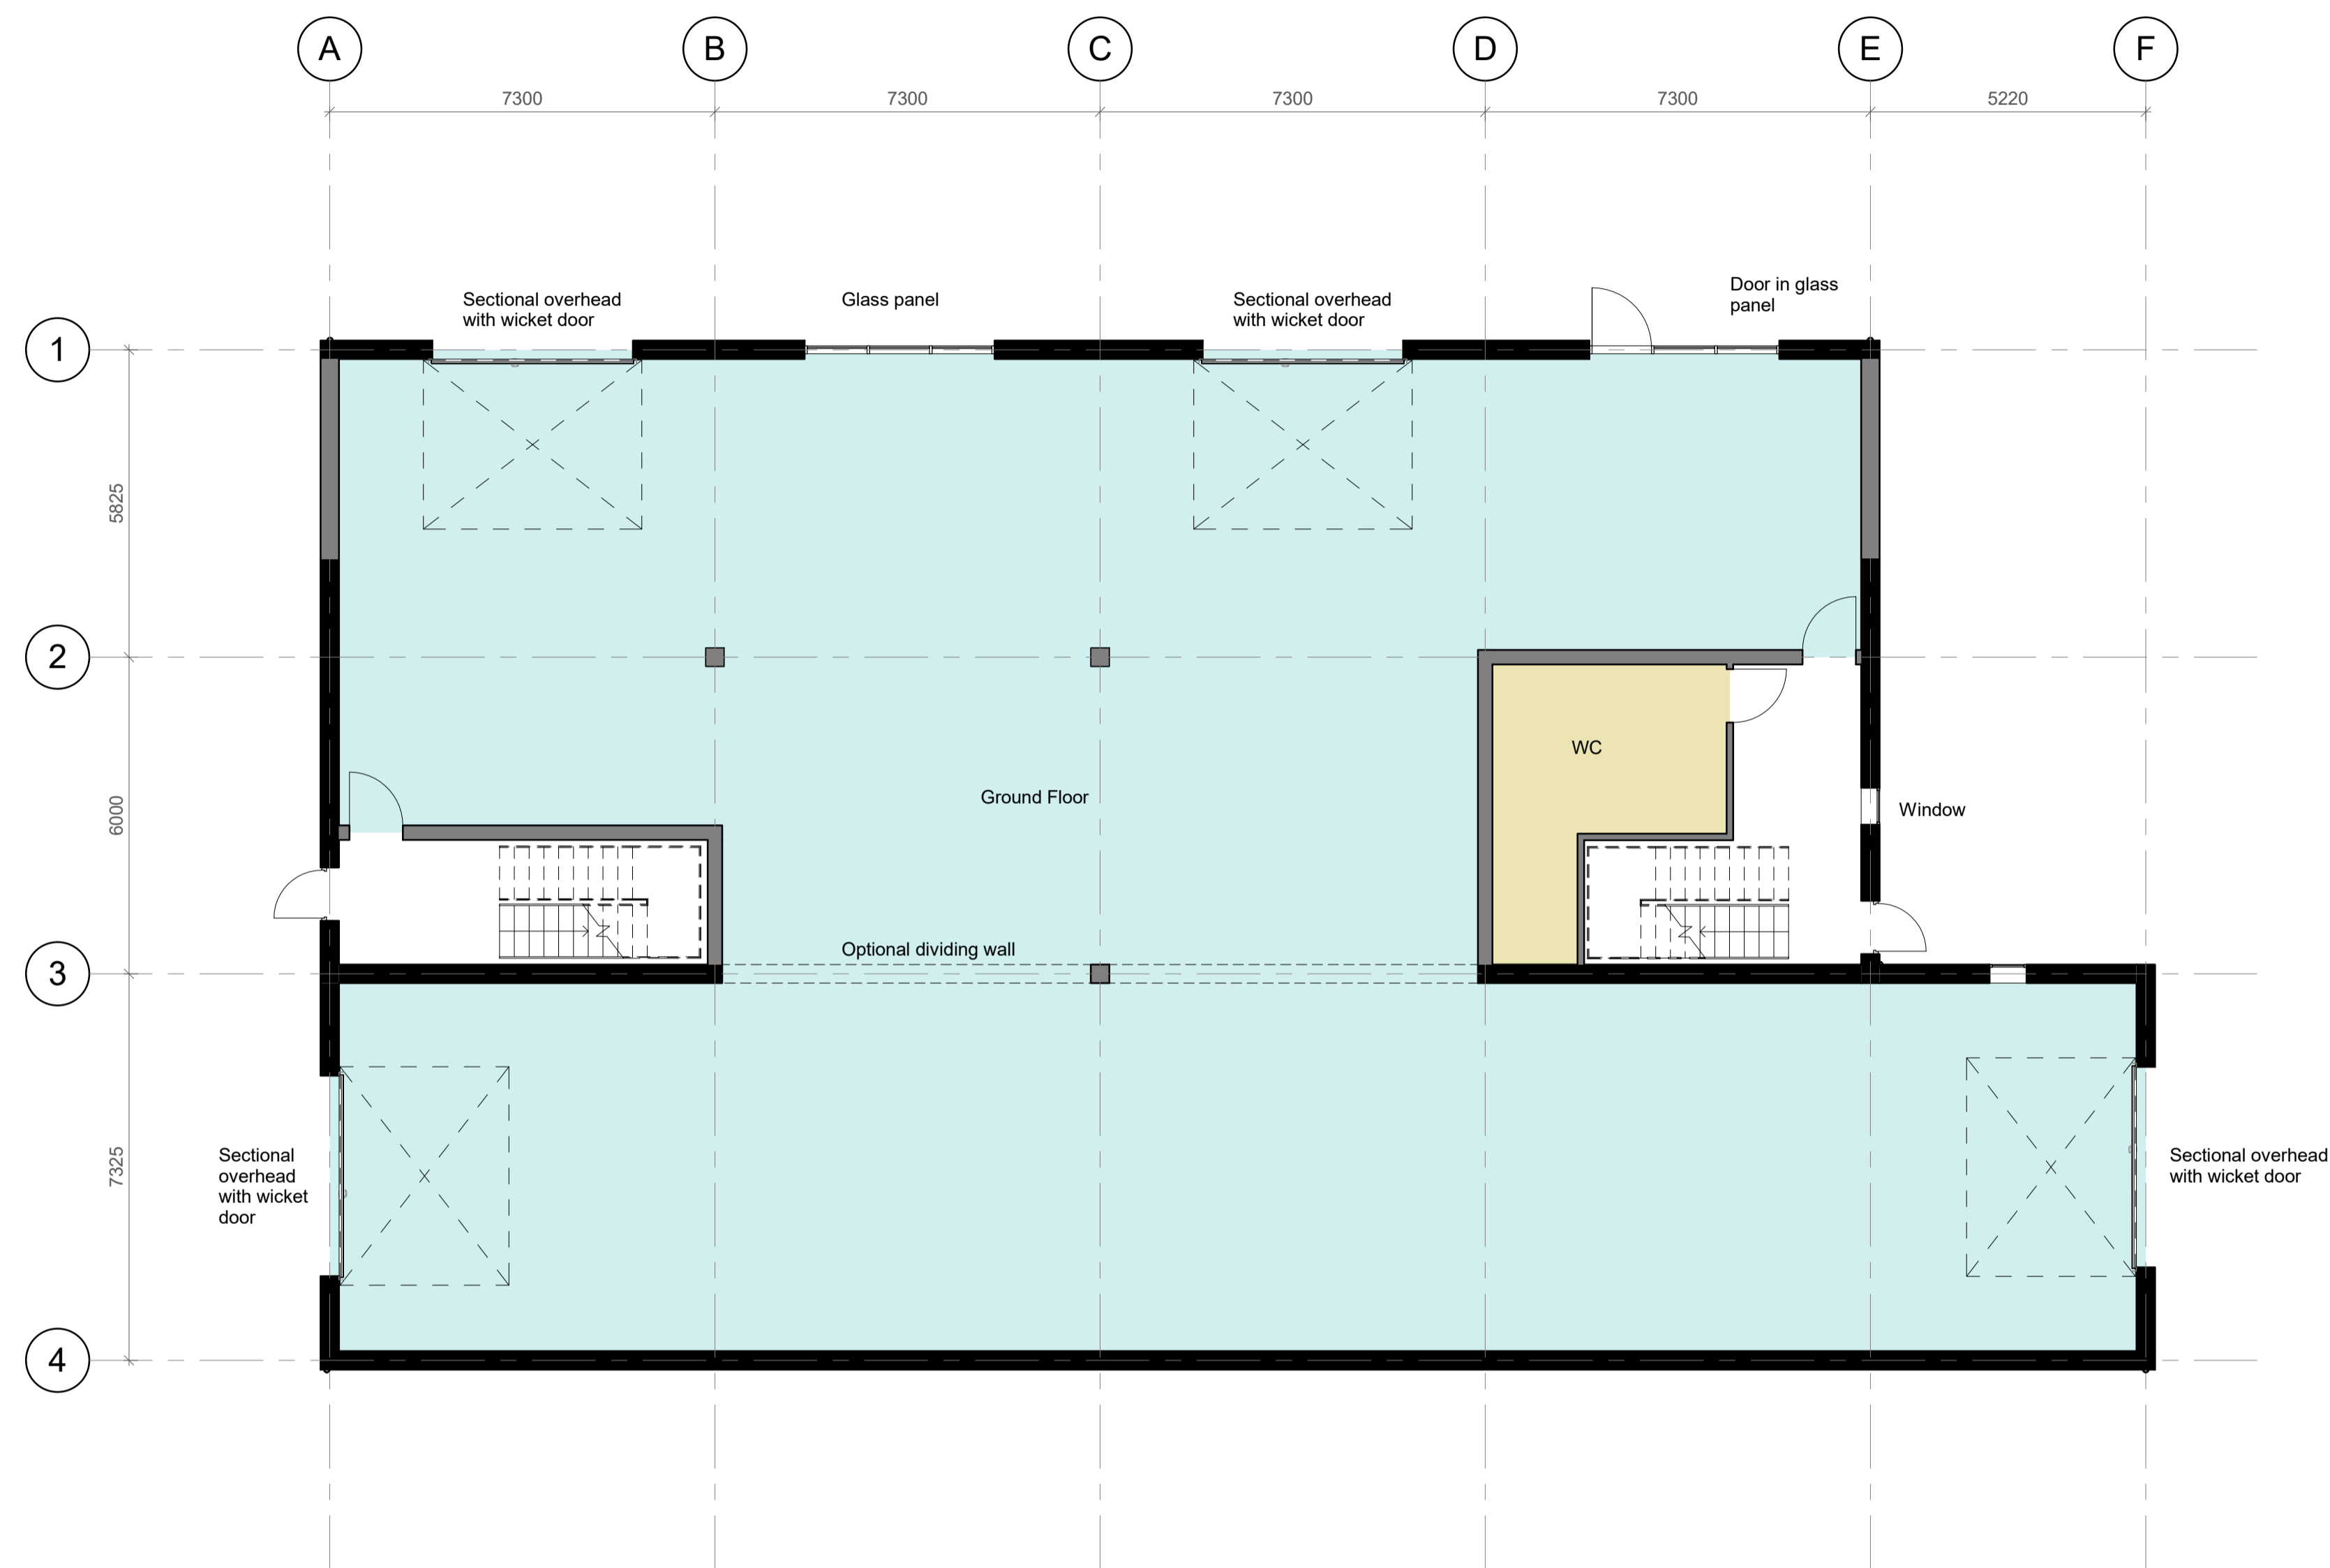 A
B
C
D
E
F
7300
7300
7300
7300
5220
Sectional overhead
with wicket door
Glass panel
Sectional overhead
with wicket door
Door in glass
panel
1
5825
2
WC
Ground Floor
6000
Window
Optional dividing wall
3
Sectional
overhead
with wicket
door
7325
Sectional overhead
with wicket door
4